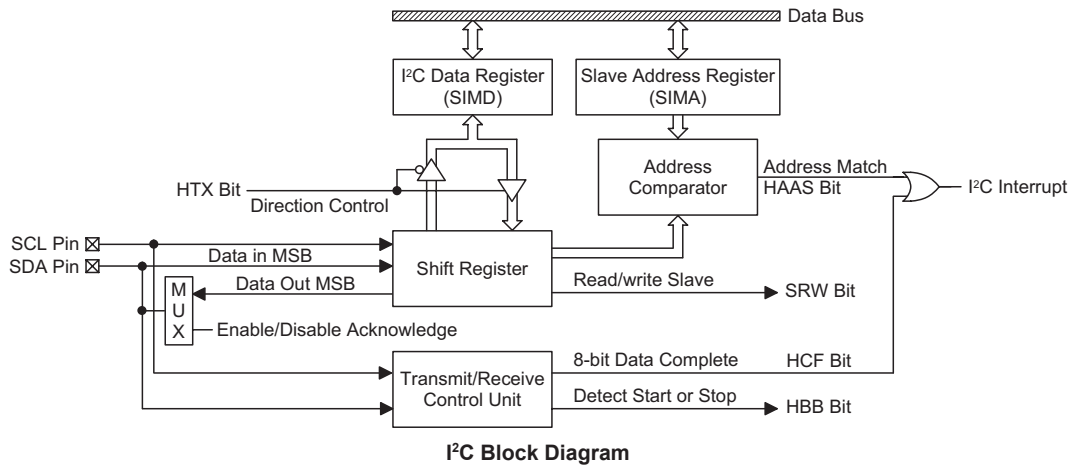 Data Bus
I²C Data Register
(SIMD)
Slave Address Register
(SIMA)
Address
Comparator
Address Match
HAAS Bit
I²C Interrupt
HTX Bit
Direction Control
SCL Pin
SDA Pin
Data in MSB
Shift Register
Data Out MSB
Read/write Slave
SRW Bit
M
U
X
Enable/Disable Acknowledge
Transmit/Receive
Control Unit
8-bit Data Complete
HCF Bit
Detect Start or Stop
HBB Bit
I²C Block Diagram